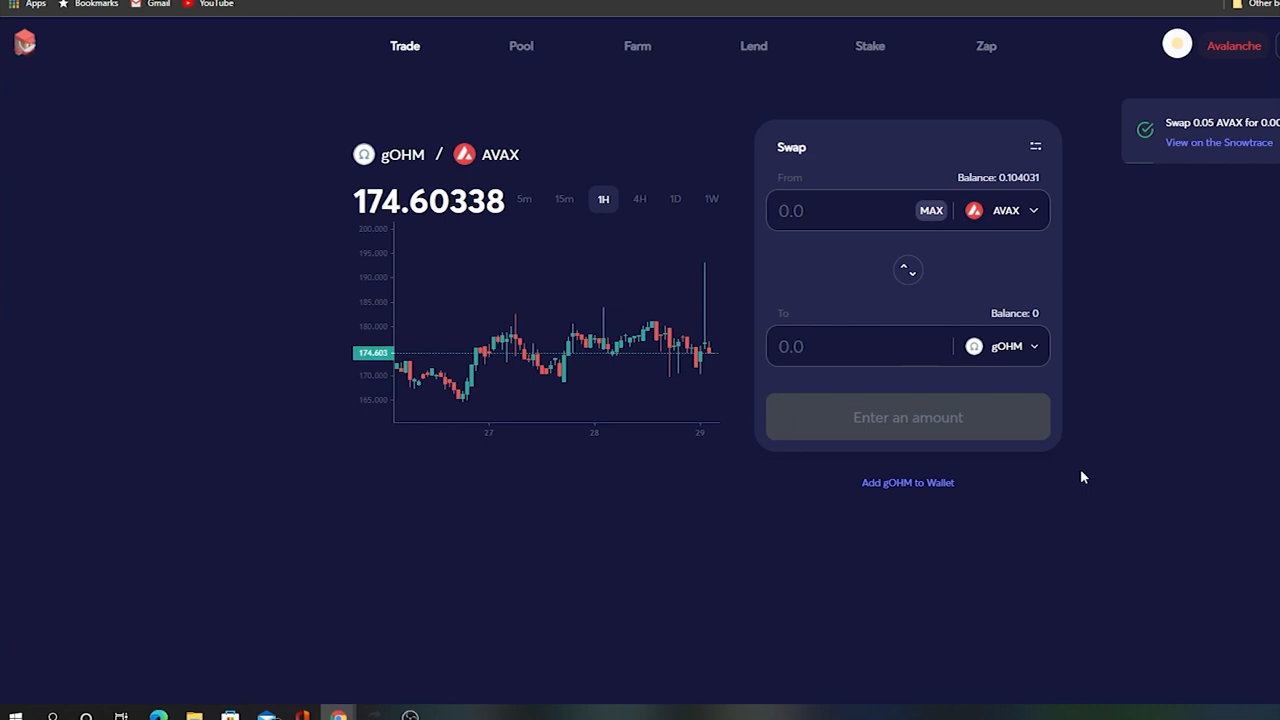 Apps Bookmarks Gmail YouTube Other b
Trade Pool Farm Lend Stake Zap Avalanche
Swap 0.05 AVAX for 0.00
View on the Snowtrace
gOHM / AVAX
174.60338 5m 15m 1H 4H 1D 1W
200.000
195.000
190.000
185.000
180.000
174.603
170.000
165.000
27 28 29
Swap
From Balance: 0.104031
0.0 MAX AVAX
To Balance: 0
0.0 gOHM
Enter an amount
Add gOHM to Wallet